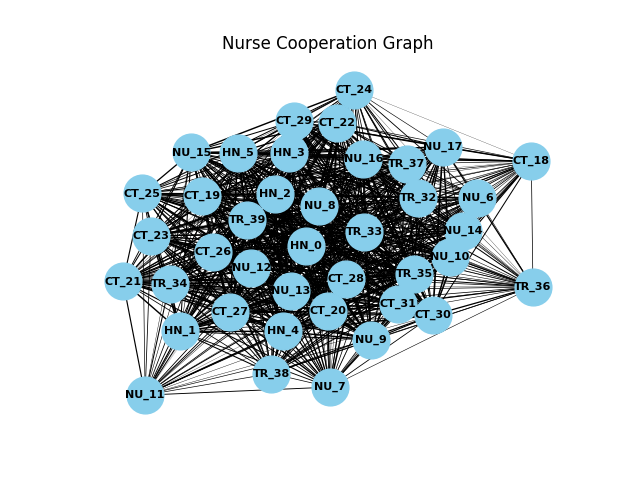 Nurse Cooperation Graph
CT_24
CT_29
CT_22
NU_17
NU_15
HN_5
HN_3
NU_16
TR_37
CT_18
CT_25
CT_19
HN_2
NU_8
TR_32
NU_6
TR_39
TR_33
NU_14
CT_23
HN_0
CT_26
NU_10
NU_12
TR_35
CT_21
TR_34
CT_28
TR_36
NU_13
CT_31
CT_27
CT_20
CT_30
HN_1
HN_4
NU_9
TR_38
NU_7
NU_11